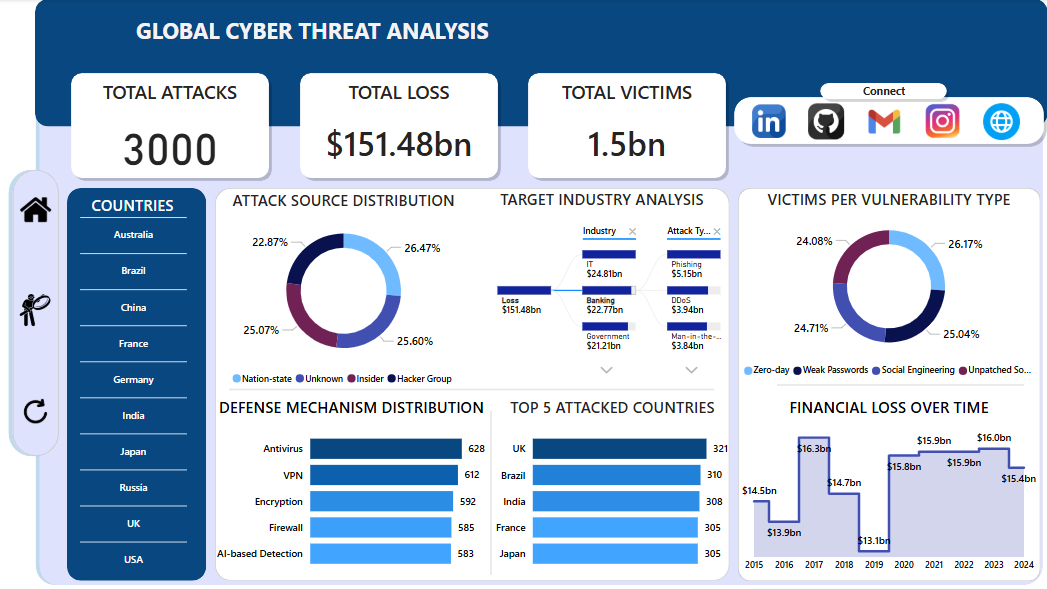 GLOBAL CYBER THREAT ANALYSIS
TOTAL ATTACKS
3000
TOTAL LOSS
$151.48bn
TOTAL VICTIMS
1.5bn
Connect
in
COUNTRIES
Australia
Brazil
China
France
Germany
India
Japan
Russia
UK
USA
ATTACK SOURCE DISTRIBUTION
22.87%
26.47%
25.07%
25.60%
Nation-state Unknown Insider Hacker Group
TARGET INDUSTRY ANALYSIS
Industry
Attack Ty...
Loss
$151.48bn
IT
$24.81bn
Banking
$22.77bn
Government
$21.21bn
Phishing
$5.15bn
DDoS
$3.94bn
Man-in-the-...
$3.84bn
VICTIMS PER VULNERABILITY TYPE
24.08%
26.17%
24.71%
25.04%
Zero-day Weak Passwords Social Engineering Unpatched So...
DEFENSE MECHANISM DISTRIBUTION
Antivirus 628
VPN 612
Encryption 592
Firewall 585
AI-based Detection 583
TOP 5 ATTACKED COUNTRIES
UK 321
Brazil 310
India 308
France 305
Japan 305
FINANCIAL LOSS OVER TIME
$14.5bn
$13.9bn
$16.3bn
$14.7bn
$13.1bn
$15.8bn
$15.9bn
$15.9bn
$16.0bn
$15.4bn
2015 2016 2017 2018 2019 2020 2021 2022 2023 2024